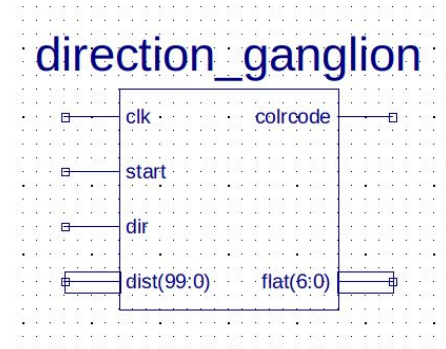 direction_ganglion
clk
colrcode
start
dir
dist(99:0)
flat(6:0)